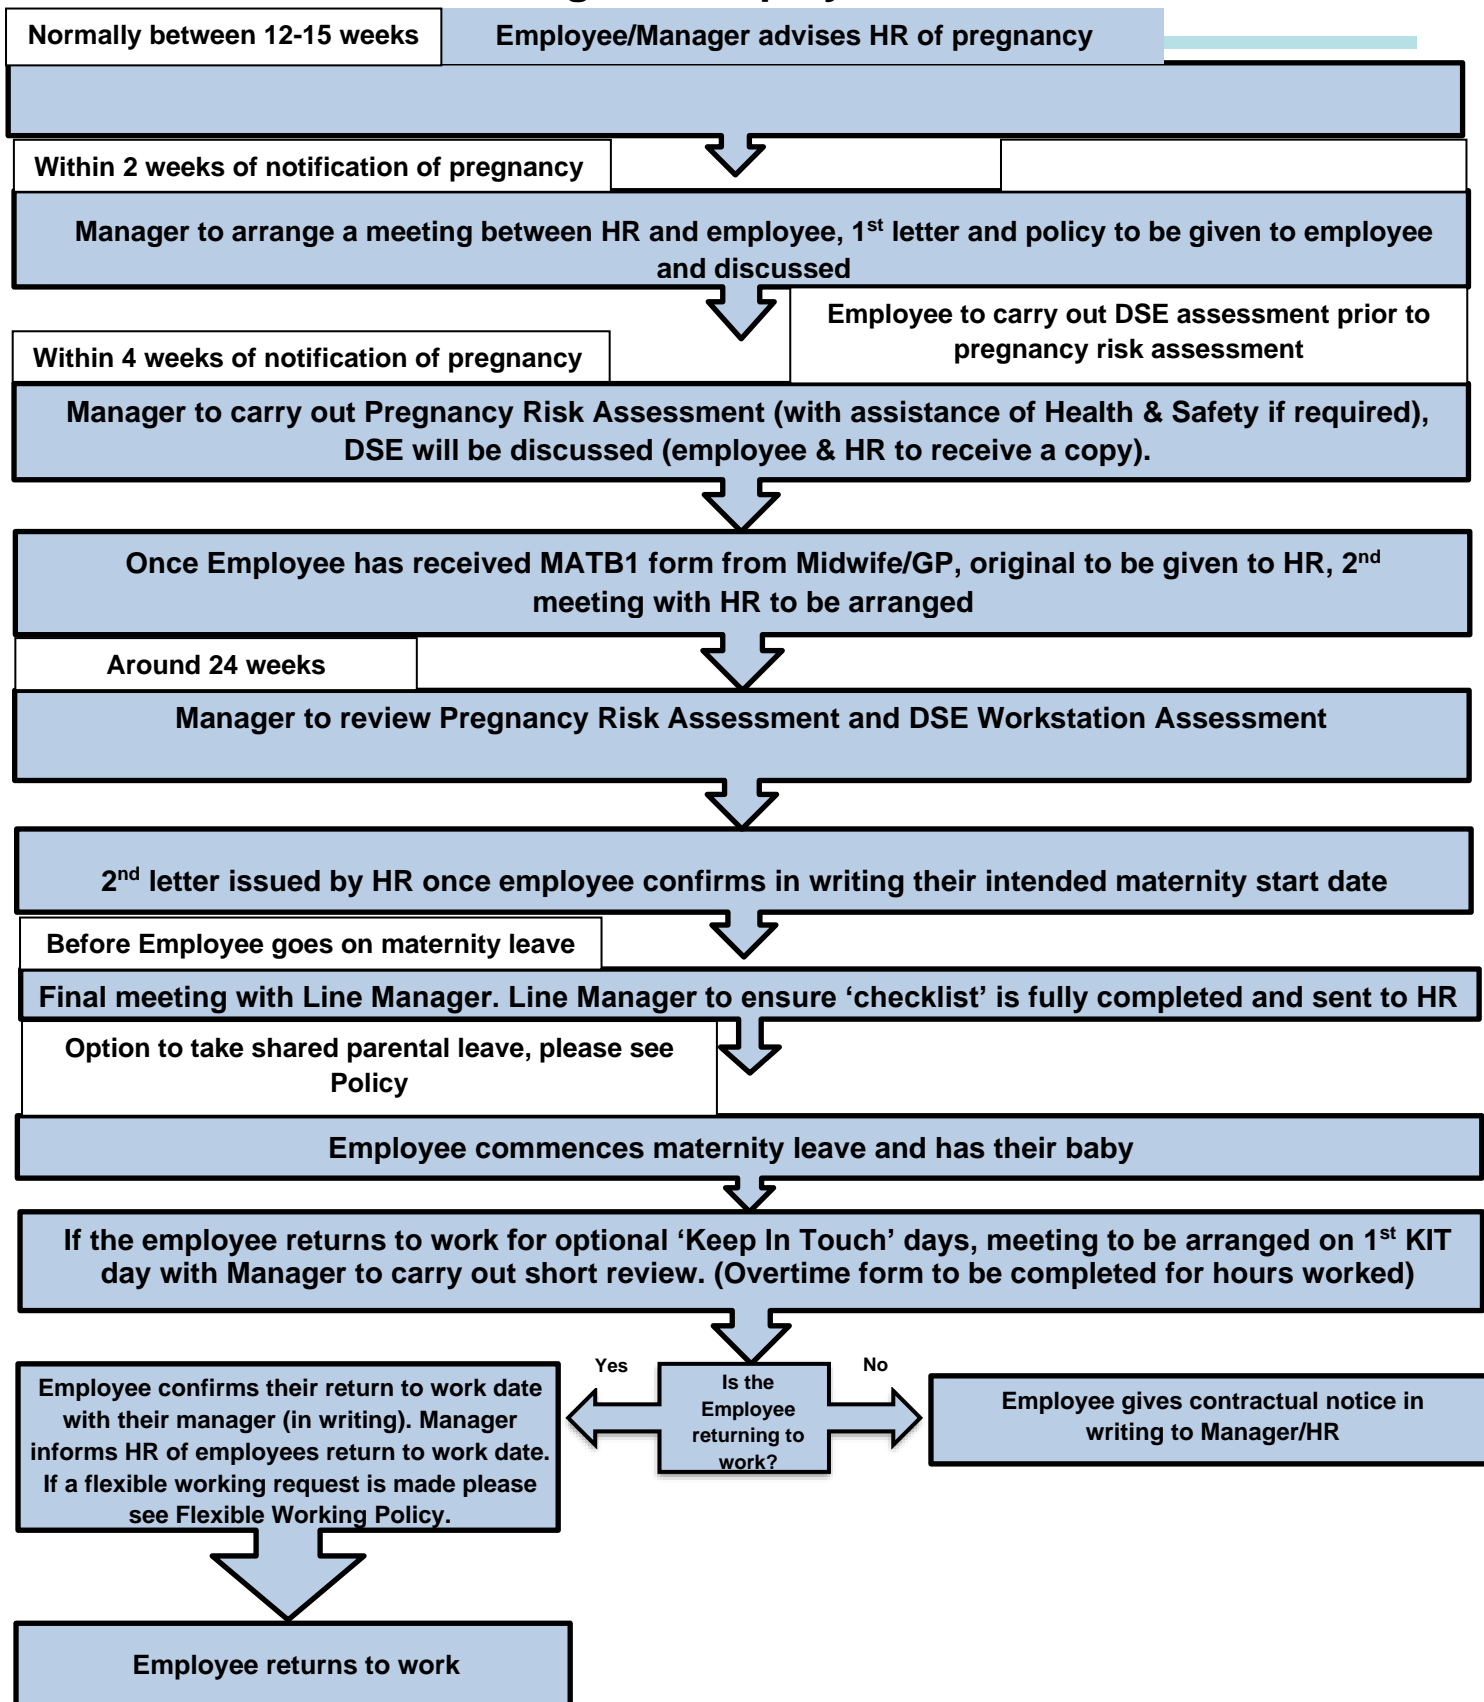 Normally between 12-15 weeks
Employee/Manager advises HR of pregnancy
Within 2 weeks of notification of pregnancy
Manager to arrange a meeting between HR and employee, 1st letter and policy to be given to employee
and discussed
Employee to carry out DSE assessment prior to
pregnancy risk assessment
Within 4 weeks of notification of pregnancy
Manager to carry out Pregnancy Risk Assessment (with assistance of Health & Safety if required),
DSE will be discussed (employee & HR to receive a copy).
Once Employee has received MATB1 form from Midwife/GP, original to be given to HR, 2nd
meeting with HR to be arranged
Around 24 weeks
Manager to review Pregnancy Risk Assessment and DSE Workstation Assessment
2nd letter issued by HR once employee confirms in writing their intended maternity start date
Before Employee goes on maternity leave
Final meeting with Line Manager. Line Manager to ensure ‘checklist’ is fully completed and sent to HR
Option to take shared parental leave, please see
Policy
Employee commences maternity leave and has their baby
If the employee returns to work for optional ‘Keep In Touch’ days, meeting to be arranged on 1st KIT
day with Manager to carry out short review. (Overtime form to be completed for hours worked)
Yes
No
Is the
Employee
returning to
work?
Employee confirms their return to work date
with their manager (in writing). Manager
informs HR of employees return to work date.
If a flexible working request is made please
see Flexible Working Policy.
Employee gives contractual notice in
writing to Manager/HR
Employee returns to work